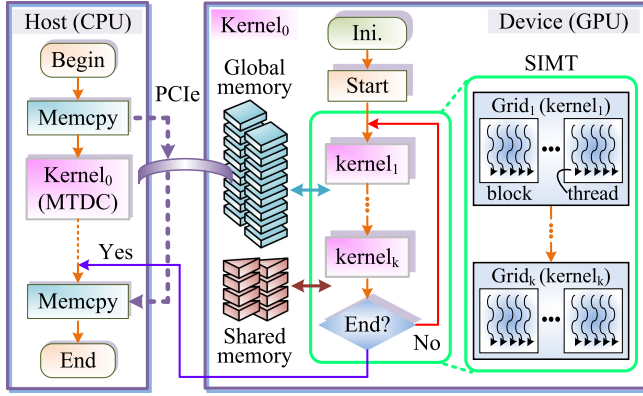 Host (CPU)
Begin
Memcpy
Kernel₀
(MTDC)
Yes
Memcpy
End
PCIe
Kernel₀
Device (GPU)
Ini.
Global
memory
Start
kernel₁
kernelₖ
Shared
memory
End?
No
SIMT
Grid₁ (kernel₁)
block
thread
Gridₖ (kernelₖ)